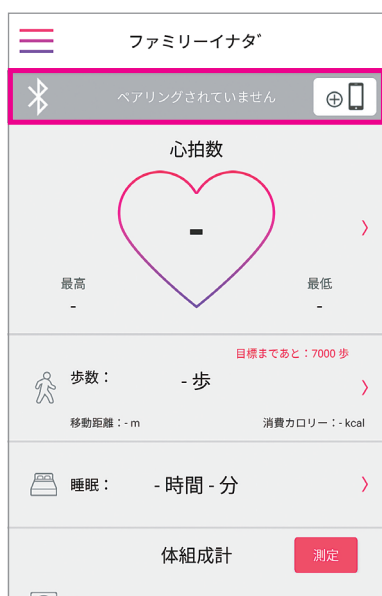 ファミリーイナダ
ペアリングされていません
心拍数
-
最高
最低
-
-
目標まであと：7000 歩
歩数：
- 歩
移動距離：- m
消費カロリー：- kcal
睡眠：
- 時間 - 分
体組成計
測定